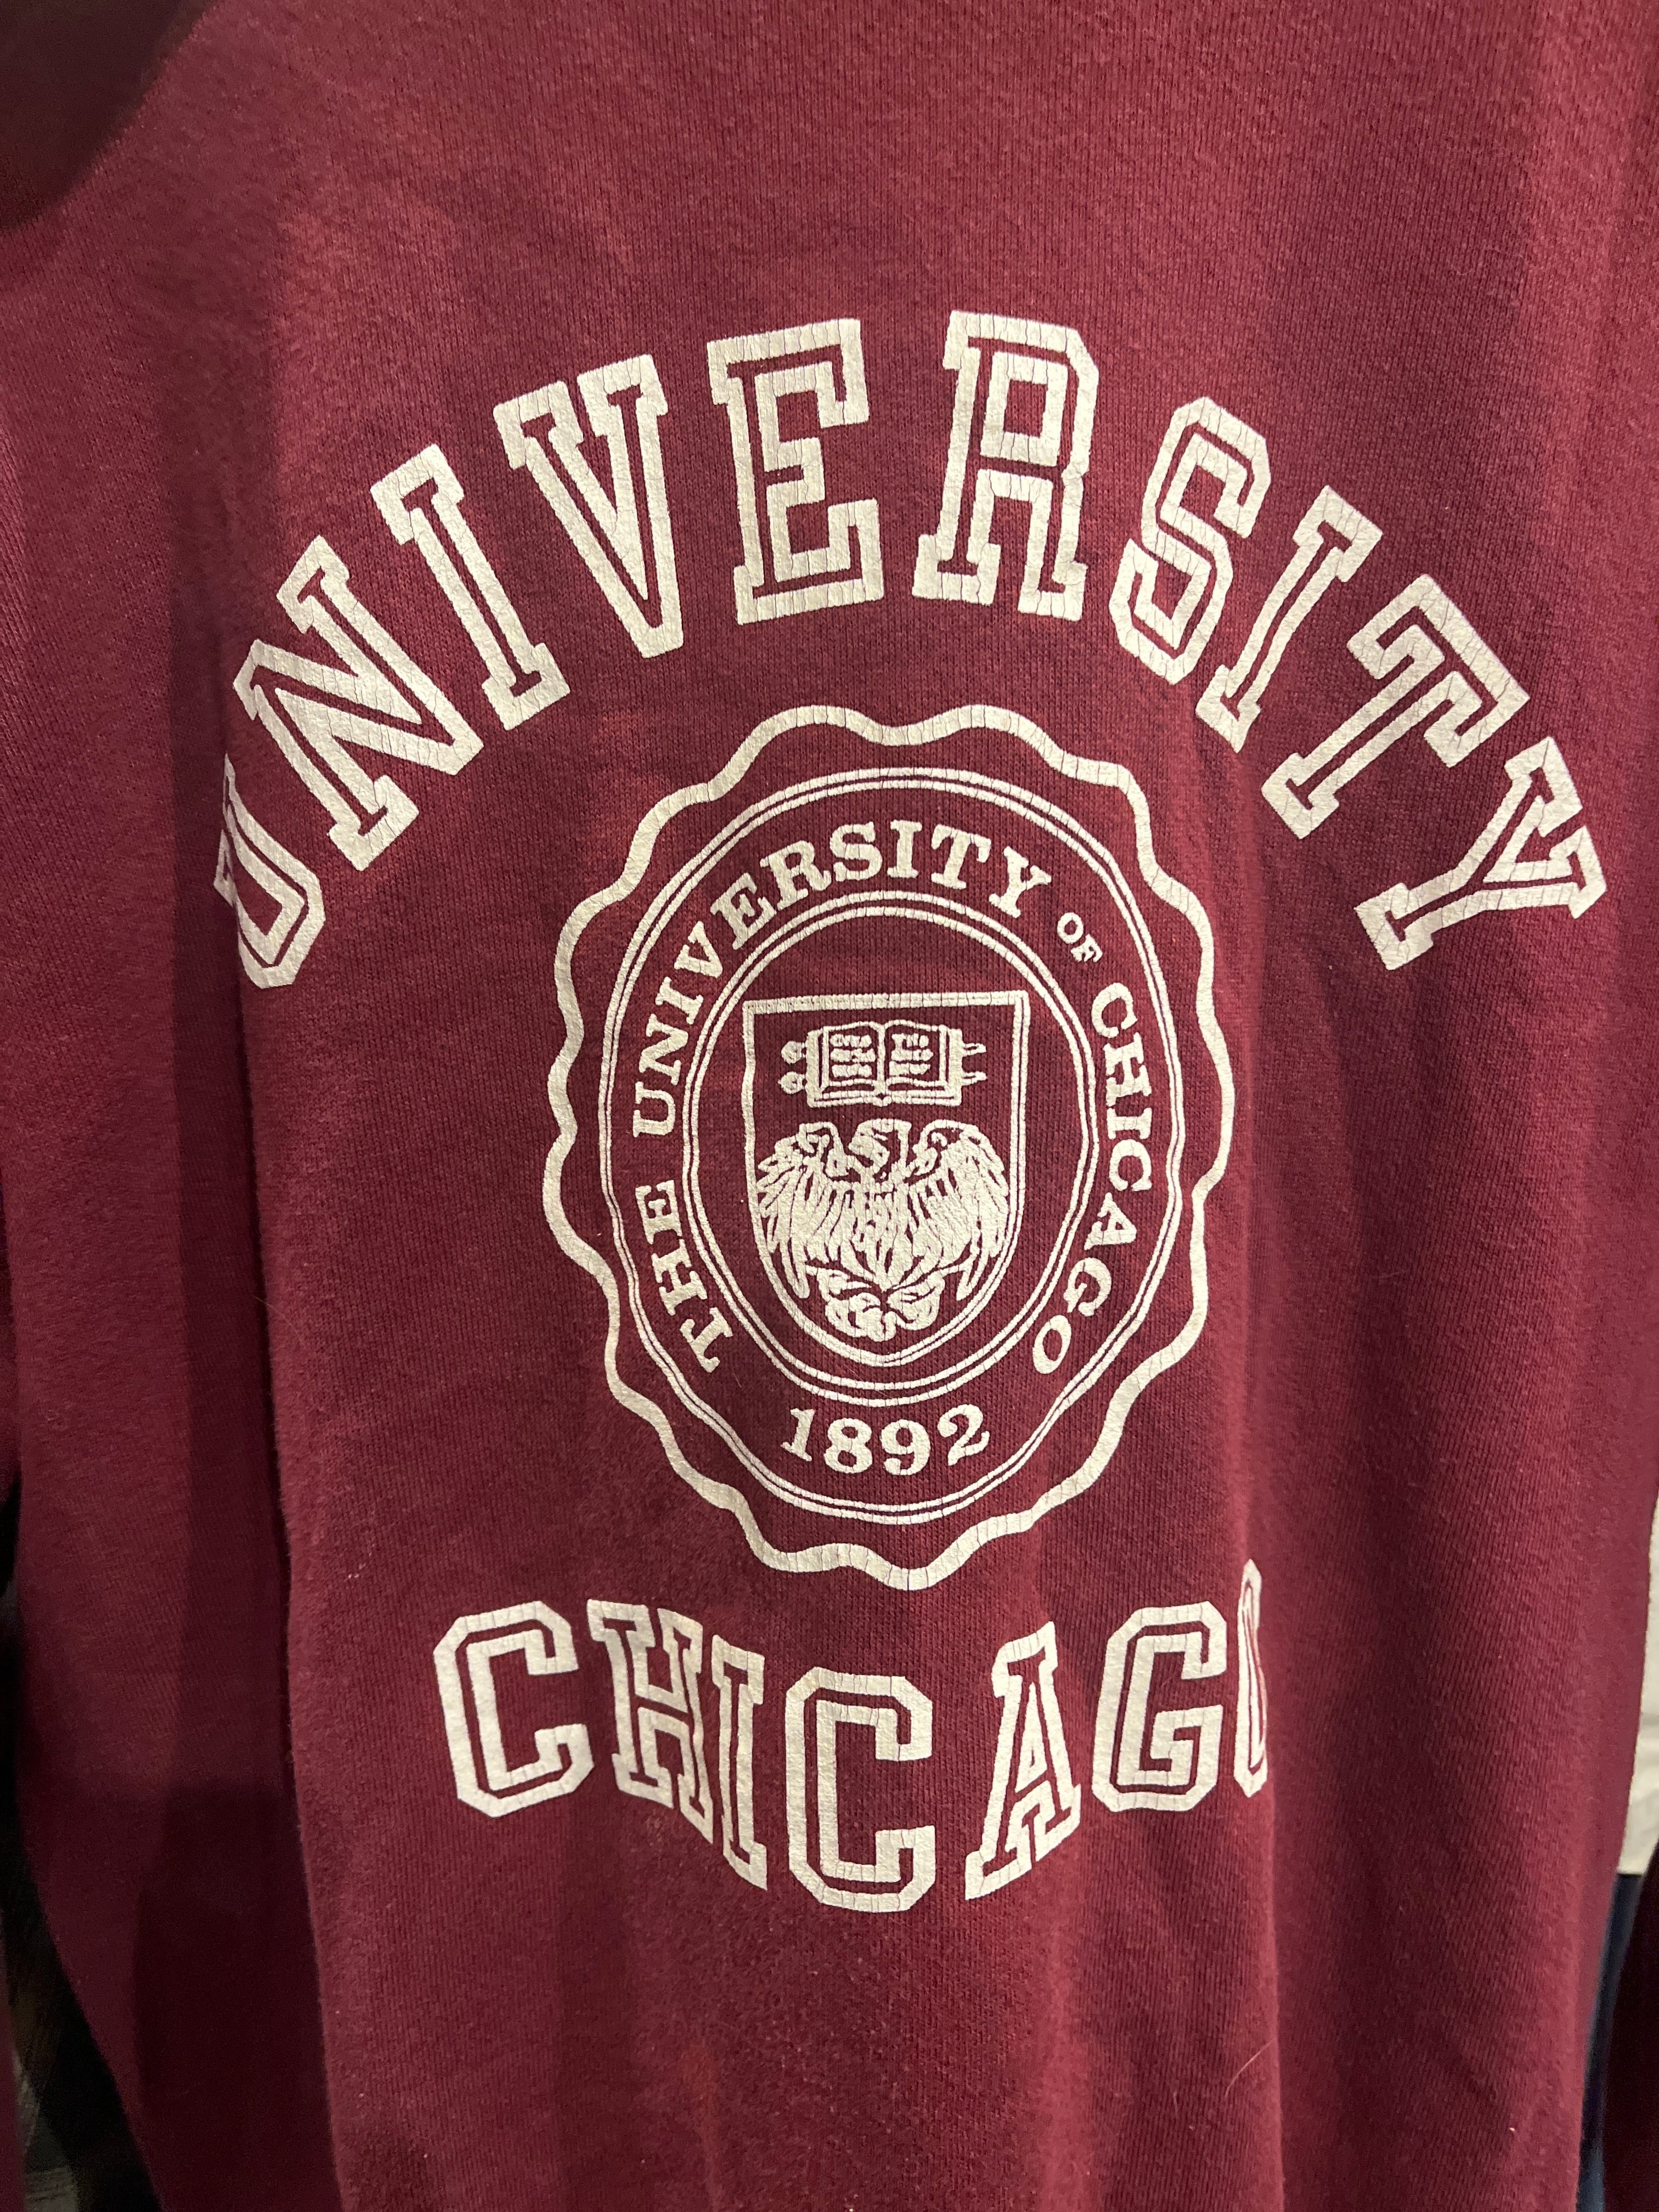 UNIVERSITY
THE UNIVERSITY OF CHICAGO
1892
CHICAGO